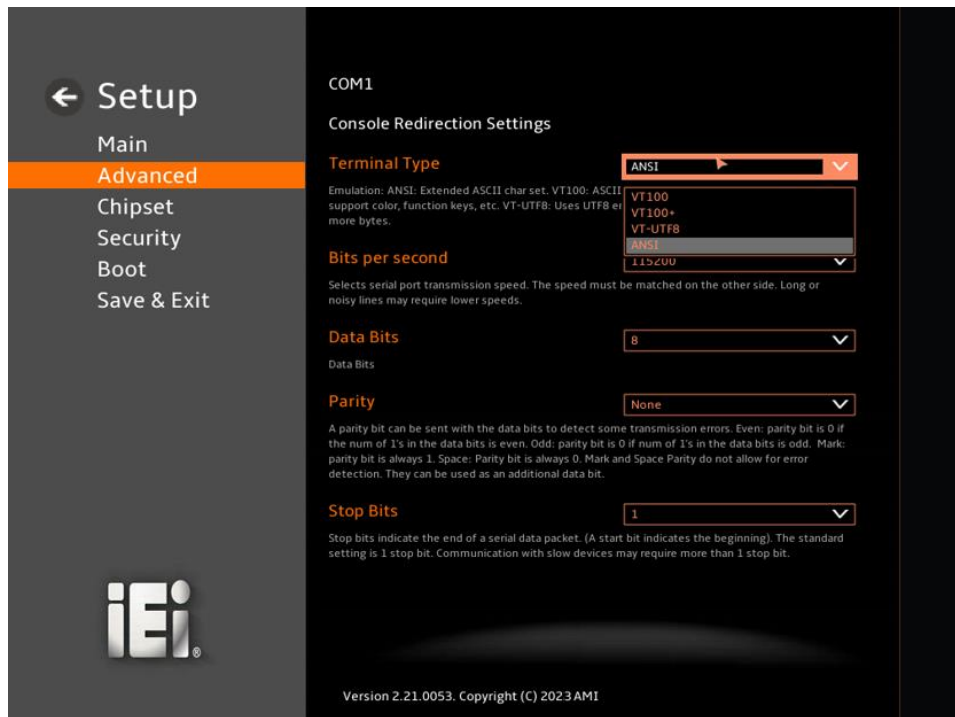 Setup
Main
Advanced
Chipset
Security
Boot
Save & Exit
iEi®
COM1
Console Redirection Settings
Terminal Type
ANSI
Emulation: ANSI: Extended ASCII char set. VT100: ASCII
support color, function keys, etc. VT-UTF8: Uses UTF8
more bytes.
VT100
VT100+
VT-UTF8
ANSI
Bits per second
115200
Selects serial port transmission speed. The speed must be matched on the other side. Long or
noisy lines may require lower speeds.
Data Bits
8
Data Bits
Parity
None
A parity bit can be sent with the data bits to detect some transmission errors. Even: parity bit is 0 if
the num of 1's in the data bits is even. Odd: parity bit is 0 if num of 1's in the data bits is odd. Mark:
parity bit is always 1. Space: Parity bit is always 0. Mark and Space Parity do not allow for error
detection. They can be used as an additional data bit.
Stop Bits
1
Stop bits indicate the end of a serial data packet. (A start bit indicates the beginning). The standard
setting is 1 stop bit. Communication with slow devices may require more than 1 stop bit.
Version 2.21.0053. Copyright (C) 2023 AMI